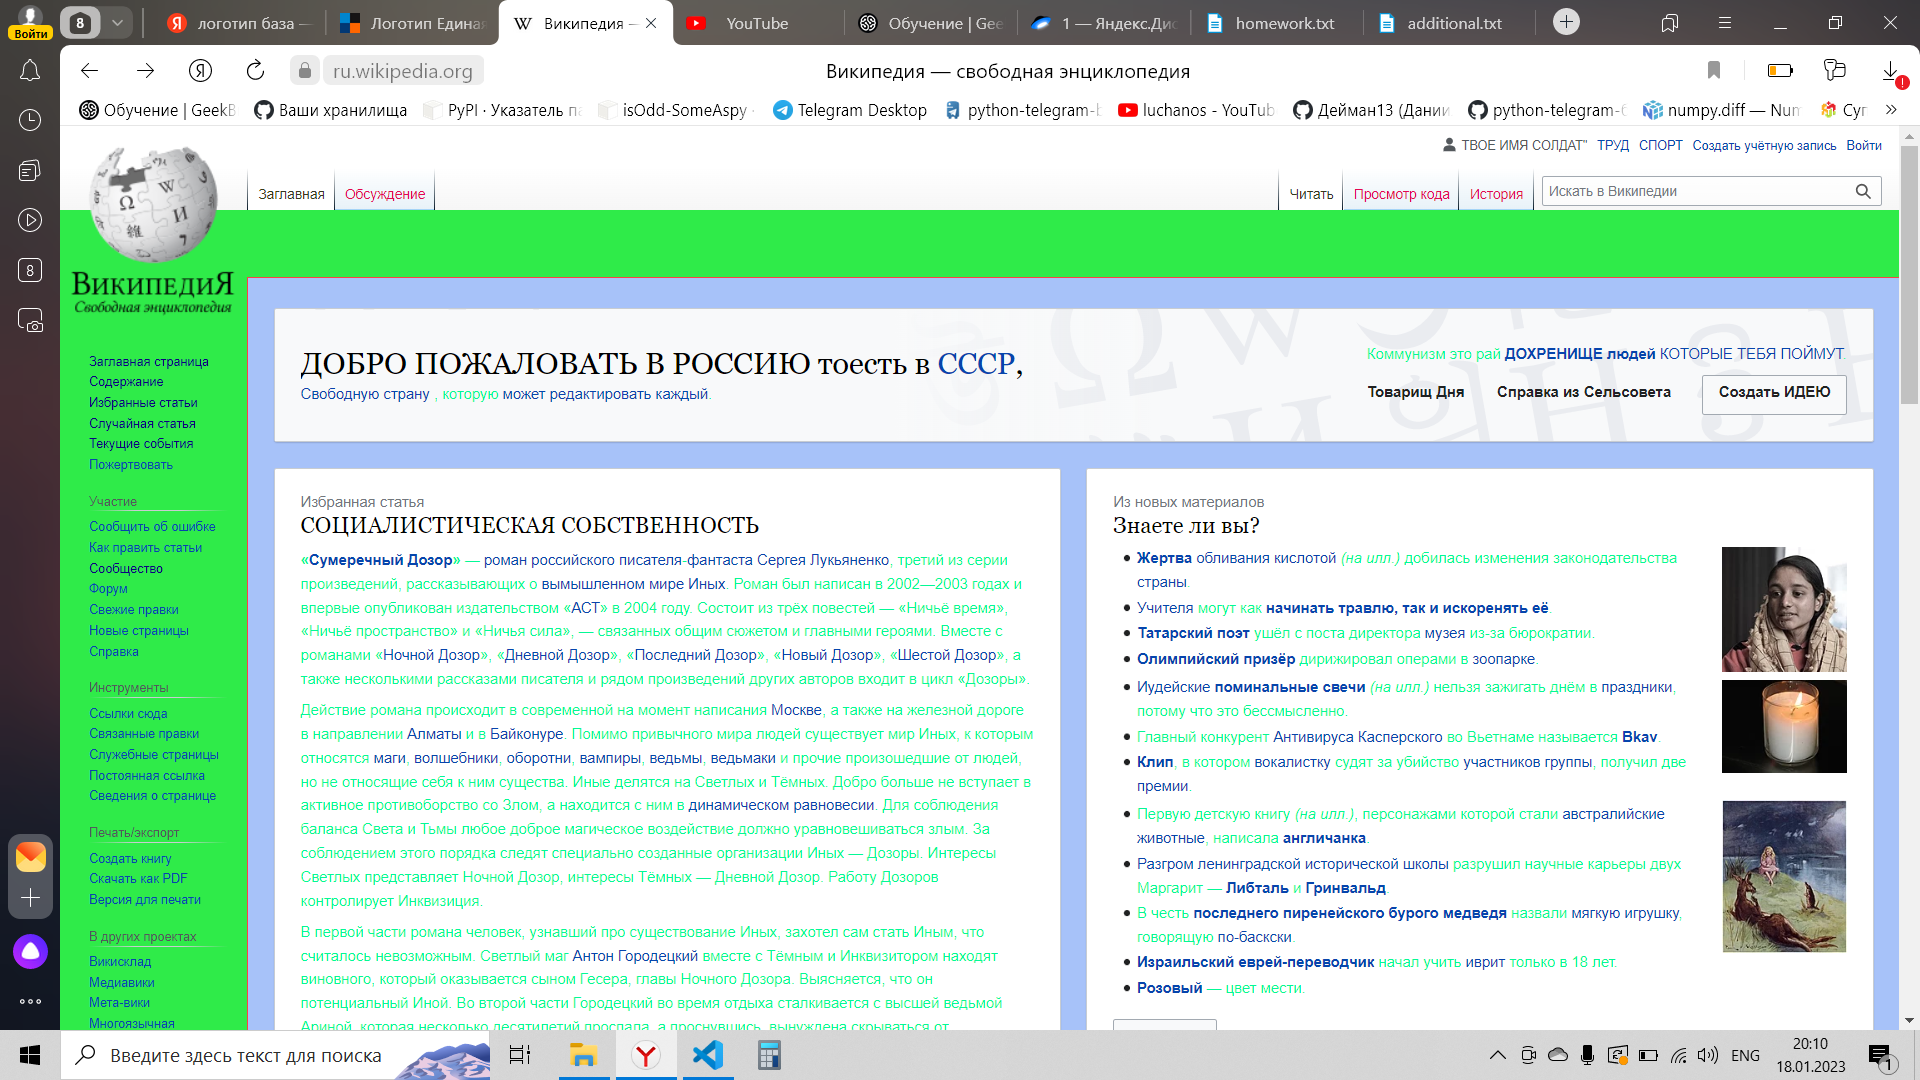 Войти
8
логотип база —
Логотип Едина
Википедия —
YouTube
Обучение | Gee
1 — Яндекс.Дис
homework.txt
additional.txt
ru.wikipedia.org
Википедия — свободная энциклопедия
Обучение | GeekB
Ваши хранилища
PyPI · Указатель па
isOdd-SomeAspy
Telegram Desktop
python-telegram-b
luchanos - YouTub
Дейман13 (Дани
python-telegram-b
numpy.diff — Num
Суп
8
ТВОЕ ИМЯ СОЛДАТ" ТРУД СПОРТ Создать учётную запись Войти
Заглавная
Обсуждение
Читать
Просмотр кода
История
Искать в Википедии
ВикипедиЯ
Свободная энциклопедия
Заглавная страница
Содержание
Избранные статьи
Случайная статья
Текущие события
Пожертвовать
Участие
Сообщить об ошибке
Как править статьи
Сообщество
Форум
Свежие правки
Новые страницы
Справка
Инструменты
Ссылки сюда
Связанные правки
Служебные страницы
Постоянная ссылка
Сведения о странице
Печать/экспорт
Создать книгу
Скачать как PDF
Версия для печати
В других проектах
Викисклад
Медиавики
Мета-вики
Многоязычная
ДОБРО ПОЖАЛОВАТЬ В РОССИЮ тоесть в СССР,
Свободную страну , которую может редактировать каждый.
Коммунизм это рай ДОХРЕНИЩЕ людей КОТОРЫЕ ТЕБЯ ПОЙМУТ.
Товарищ Дня
Справка из Сельсовета
Создать ИДЕЮ
Избранная статья
СОЦИАЛИСТИЧЕСКАЯ СОБСТВЕННОСТЬ
«Сумеречный Дозор» — роман российского писателя-фантаста Сергея Лукьяненко, третий из серии
произведений, рассказывающих о вымышленном мире Иных. Роман был написан в 2002—2003 годах и
впервые опубликован издательством «АСТ» в 2004 году. Состоит из трёх повестей — «Ничьё время»,
«Ничьё пространство» и «Ничья сила», — связанных общим сюжетом и главными героями. Вместе с
романами «Ночной Дозор», «Дневной Дозор», «Последний Дозор», «Новый Дозор», «Шестой Дозор», а
также несколькими рассказами писателя и рядом произведений других авторов входит в цикл «Дозоры».
Действие романа происходит в современной на момент написания Москве, а также на железной дороге
в направлении Алматы и в Байконуре. Помимо привычного мира людей существует мир Иных, к которым
относятся маги, волшебники, оборотни, вампиры, ведьмы, ведьмаки и прочие произошедшие от людей,
но не относящие себя к ним существа. Иные делятся на Светлых и Тёмных. Добро больше не вступает в
активное противоборство со Злом, а находится с ним в динамическом равновесии. Для соблюдения
баланса Света и Тьмы любое доброе магическое воздействие должно уравновешиваться злым. За
соблюдением этого порядка следят специально созданные организации Иных — Дозоры. Интересы
Светлых представляет Ночной Дозор, интересы Тёмных — Дневной Дозор. Работу Дозоров
контролирует Инквизиция.
В первой части романа человек, узнавший про существование Иных, захотел сам стать Иным, что
считалось невозможным. Светлый маг Антон Городецкий вместе с Тёмным и Инквизитором находят
виновного, который оказывается сыном Гесера, главы Ночного Дозора. Выясняется, что он
потенциальный Иной. Во второй части Городецкий во время отдыха сталкивается с высшей ведьмой
Ариной, которая несколько десятилетий проспала, а проснувшись, вынуждена скрываться от
Из новых материалов
Знаете ли вы?
Жертва обливания кислотой (на илл.) добилась изменения законодательства
страны.
Учителя могут как начинать травлю, так и искоренять её.
Татарский поэт ушёл с поста директора музея из-за бюрократии.
Олимпийский призёр дирижировал операми в зоопарке.
Иудейские поминальные свечи (на илл.) нельзя зажигать днём в праздники,
потому что это бессмысленно.
Главный конкурент Антивируса Касперского во Вьетнаме называется Bkav.
Клип, в котором вокалистку судят за убийство участников группы, получил две
премии.
Первую детскую книгу (на илл.), персонажами которой стали австралийские
животные, написала англичанка.
Разгром ленинградской исторической школы разрушил научные карьеры двух
Маргарит — Либталь и Гринвальд.
В честь последнего пиренейского бурого медведя назвали мягкую игрушку,
говорящую по-баскски.
Израильский еврей-переводчик начал учить иврит только в 18 лет.
Розовый — цвет мести.
Введите здесь текст для поиска
ENG
20:10
18.01.2023
1